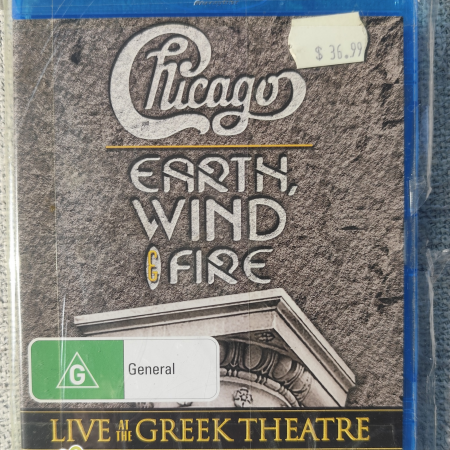 $ 36.99
Chicago
EARTH,
WIND
& FIRE
G General
LIVE AT THE GREEK THEATRE